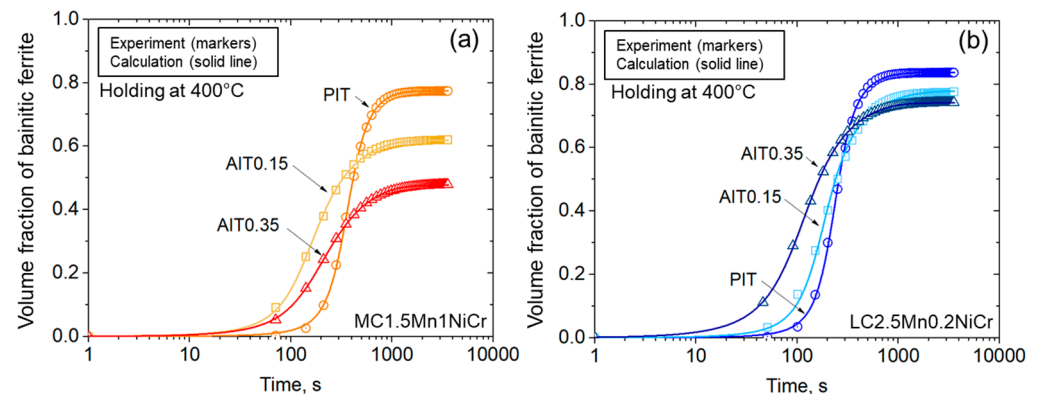 (a)
Experiment (markers)
Calculation (solid line)
Holding at 400°C
PIT
AIT0.15
AIT0.35
MC1.5Mn1NiCr
Volume fraction of bainitic ferrite
1.0
0.8
0.6
0.4
0.2
0.0
1
10
100
1000
10000
Time, s
(b)
Experiment (markers)
Calculation (solid line)
Holding at 400°C
AIT0.35
AIT0.15
PIT
LC2.5Mn0.2NiCr
Volume fraction of bainitic ferrite
1.0
0.8
0.6
0.4
0.2
0.0
1
10
100
1000
10000
Time, s